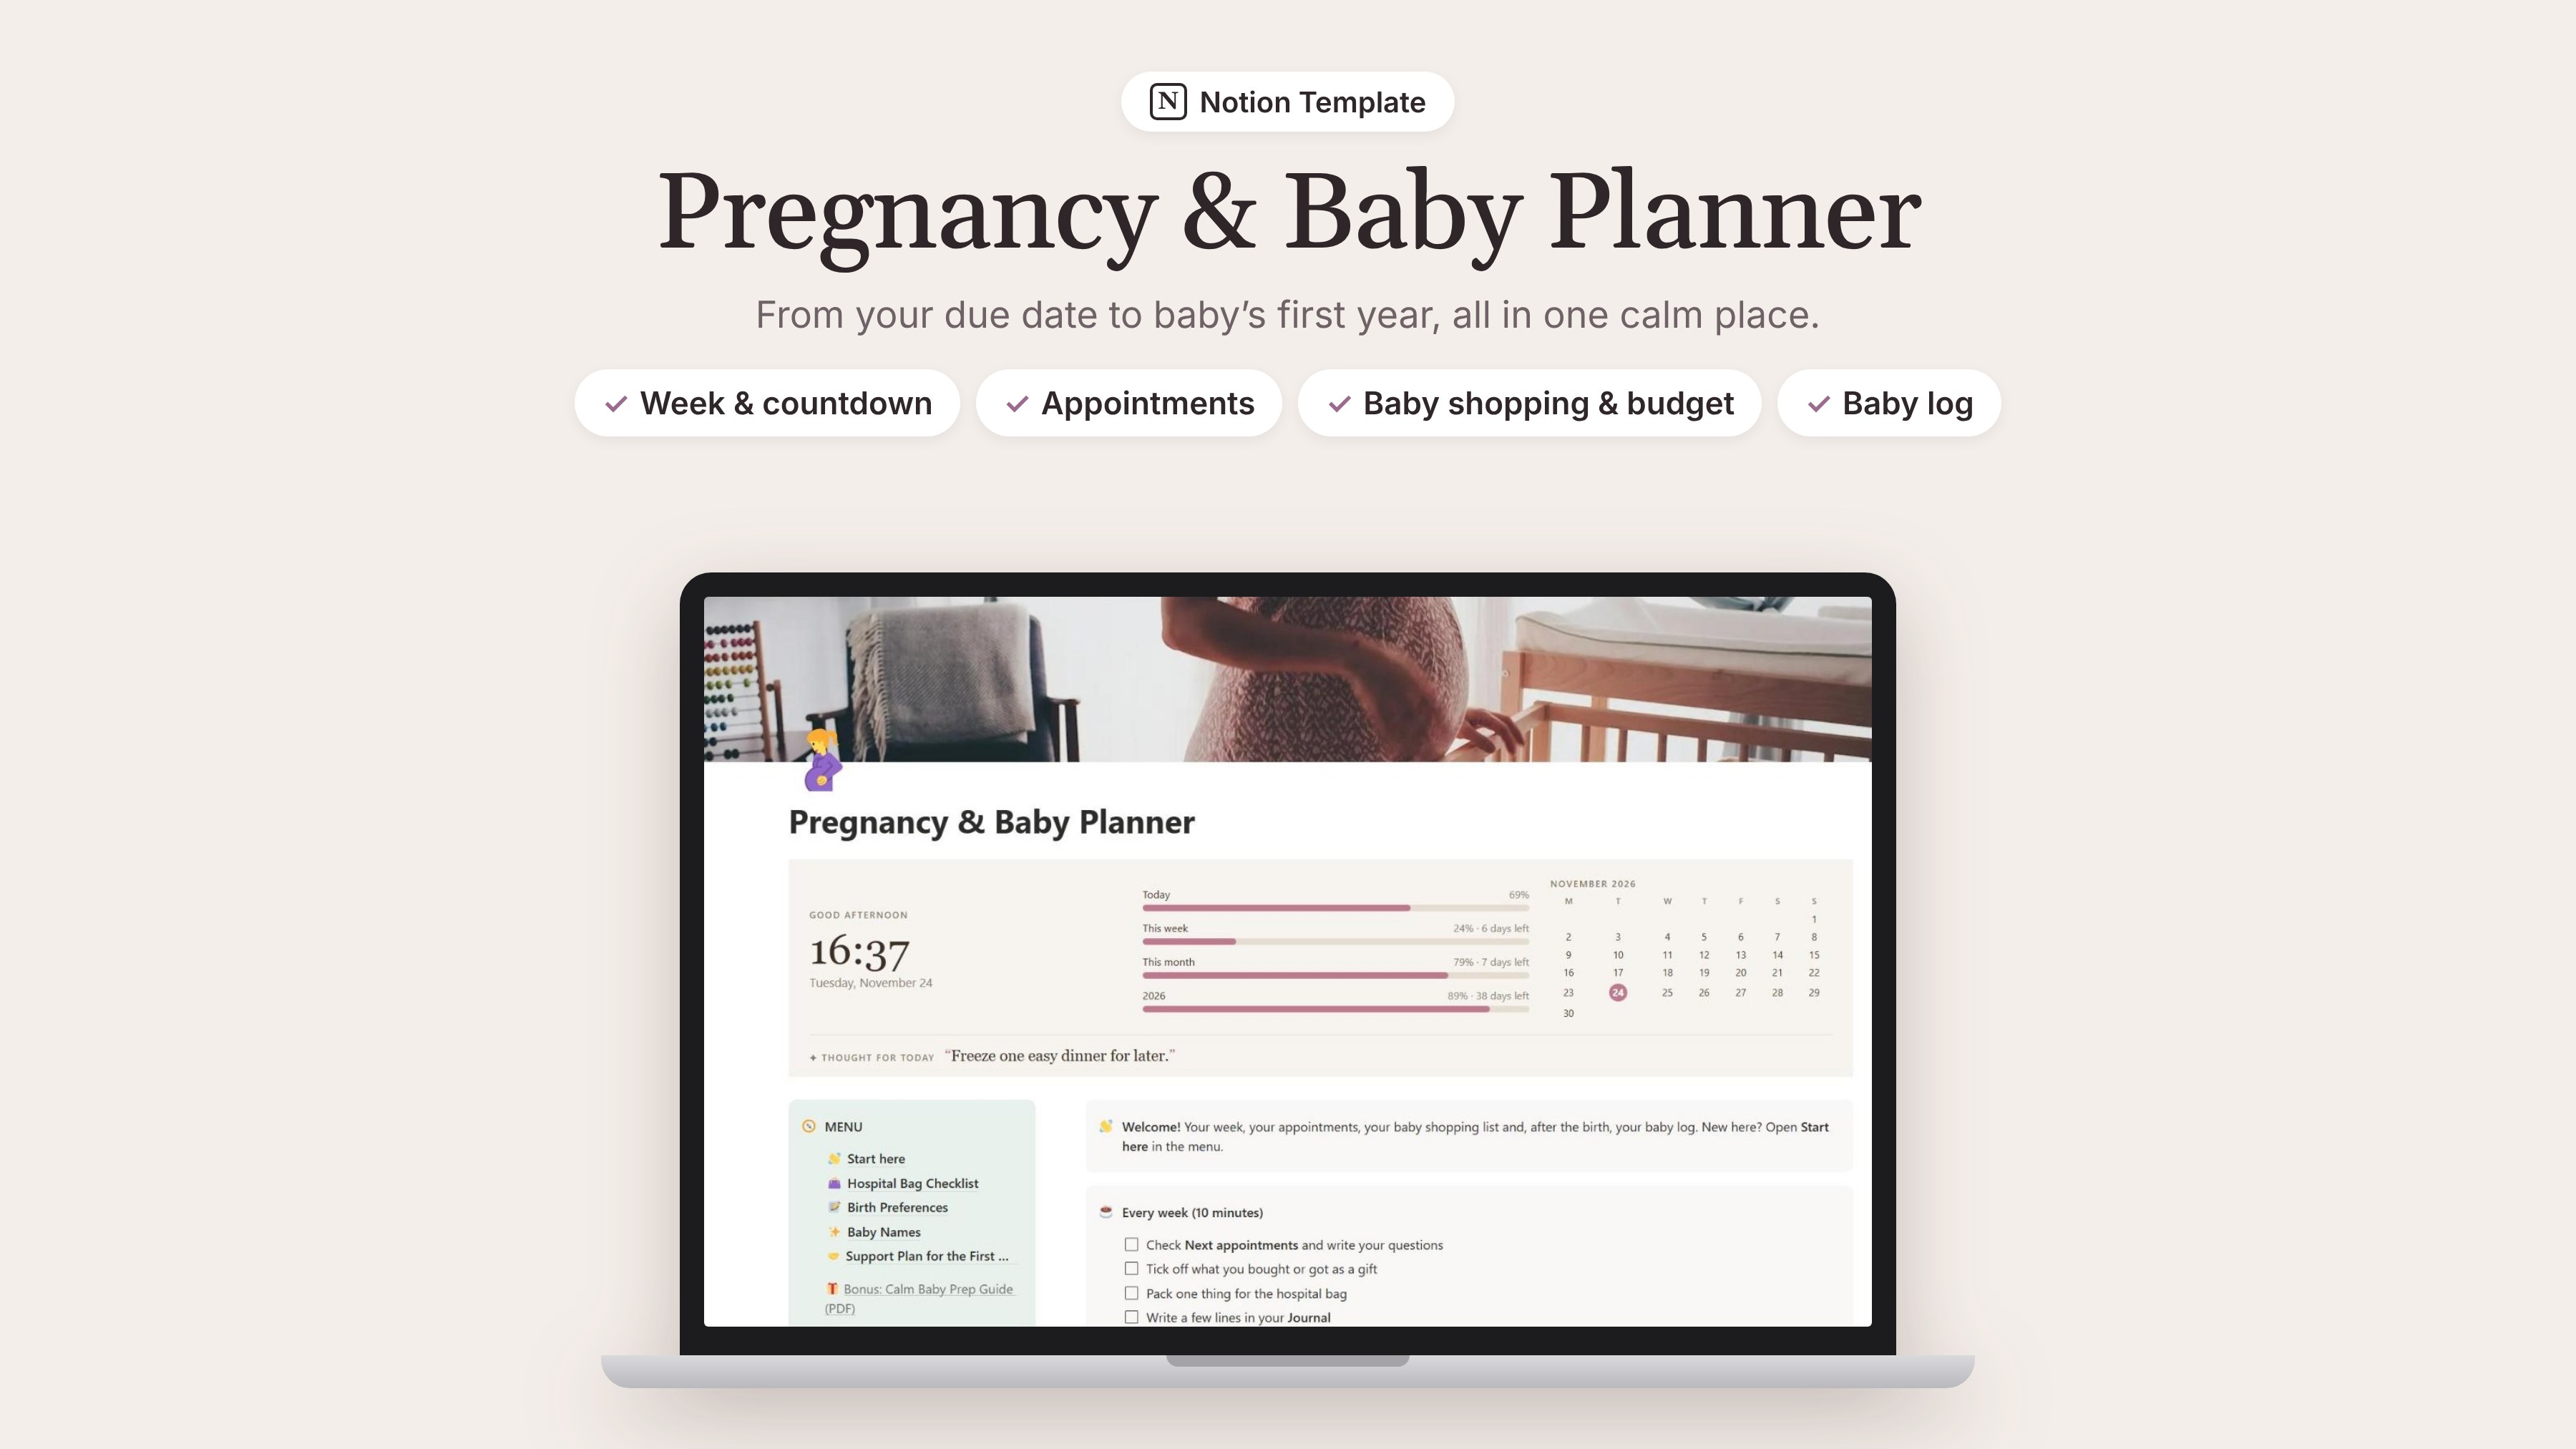 N Notion Template
Pregnancy & Baby Planner
From your due date to baby’s first year, all in one calm place.
Week & countdown
Appointments
Baby shopping & budget
Baby log
Pregnancy & Baby Planner
GOOD AFTERNOON
16:37
Tuesday, November 24
Today 69%
This week 24% · 6 days left
This month 79% · 7 days left
2026 89% · 38 days left
NOVEMBER 2026
M T W T F S S
1
2 3 4 5 6 7 8
9 10 11 12 13 14 15
16 17 18 19 20 21 22
23 24 25 26 27 28 29
30
THOUGHT FOR TODAY “Freeze one easy dinner for later.”
MENU
Start here
Hospital Bag Checklist
Birth Preferences
Baby Names
Support Plan for the First ...
Bonus: Calm Baby Prep Guide
(PDF)
Welcome! Your week, your appointments, your baby shopping list and, after the birth, your baby log. New here? Open Start
here in the menu.
Every week (10 minutes)
Check Next appointments and write your questions
Tick off what you bought or got as a gift
Pack one thing for the hospital bag
Write a few lines in your Journal